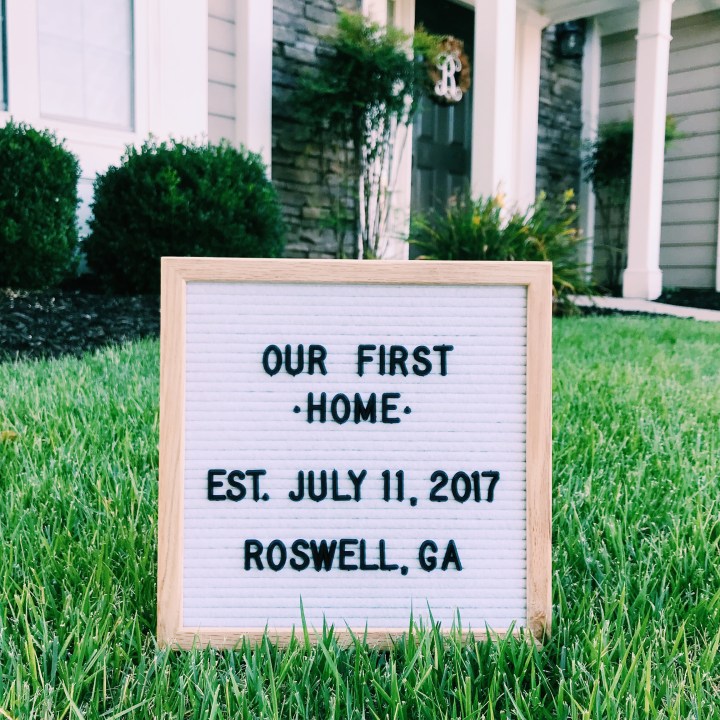 R
OUR FIRST
·HOME·
EST. JULY 11, 2017
ROSWELL, GA